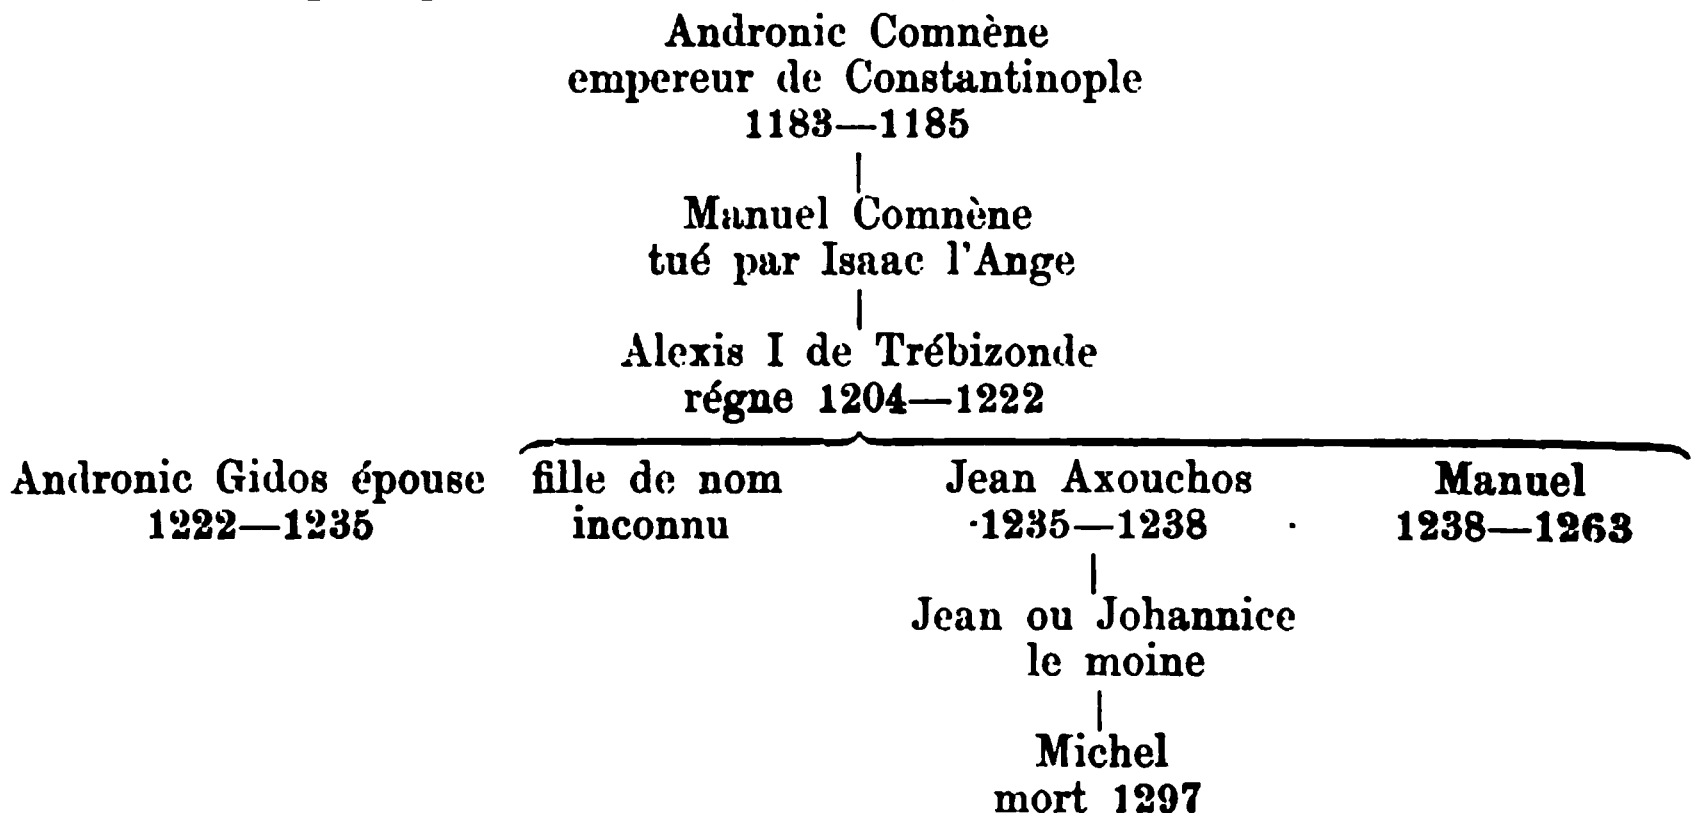 Andronic Comnène
empereur de Constantinople
1183—1185
Manuel Comnène
tué par Isaac l'Ange
Alexis I de Trébizonde
régne 1204—1222
Andronic Gidos épouse fille de nom Jean Axouchos Manuel
1222—1235 inconnu 1235—1238 1238—1263
Jean ou Johannice
le moine
Michel
mort 1297